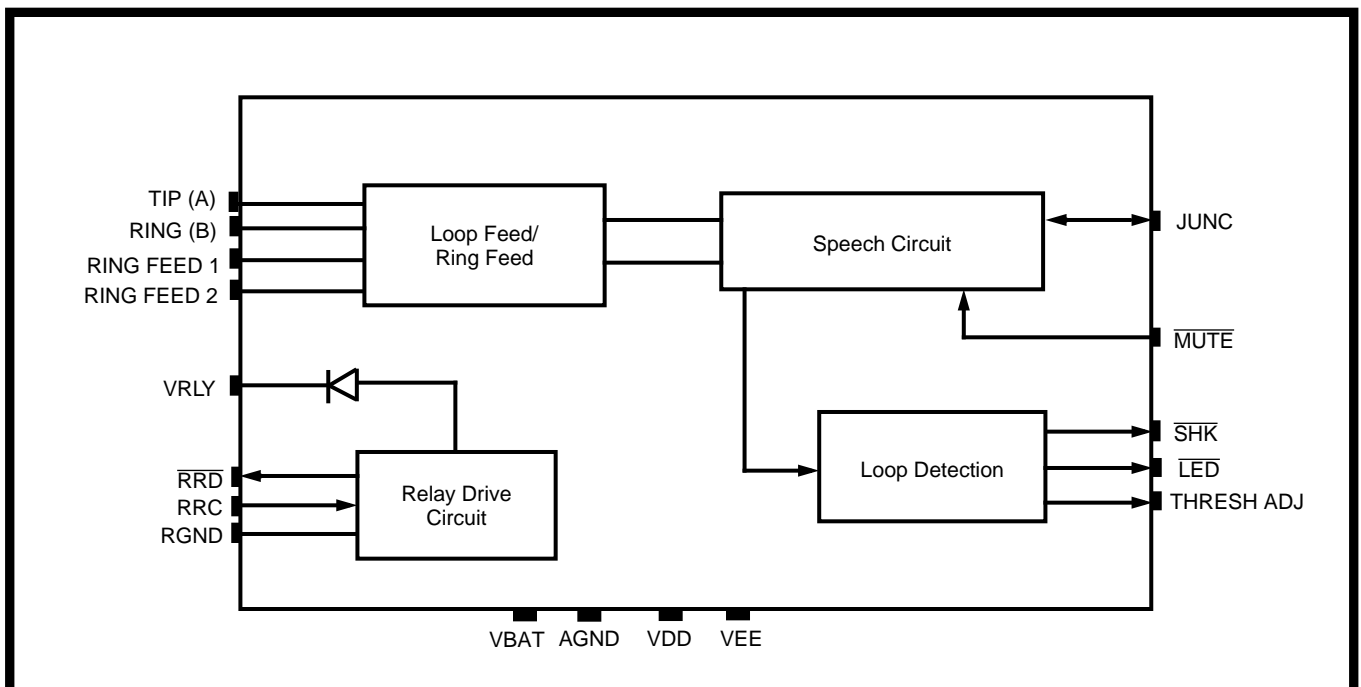 TIP (A)
RING (B)
RING FEED 1
RING FEED 2
Loop Feed/
Ring Feed
Speech Circuit
JUNC
MUTE
VRLY
RRD
RRC
RGND
Relay Drive
Circuit
Loop Detection
SHK
LED
THRESH ADJ
VBAT AGND VDD VEE